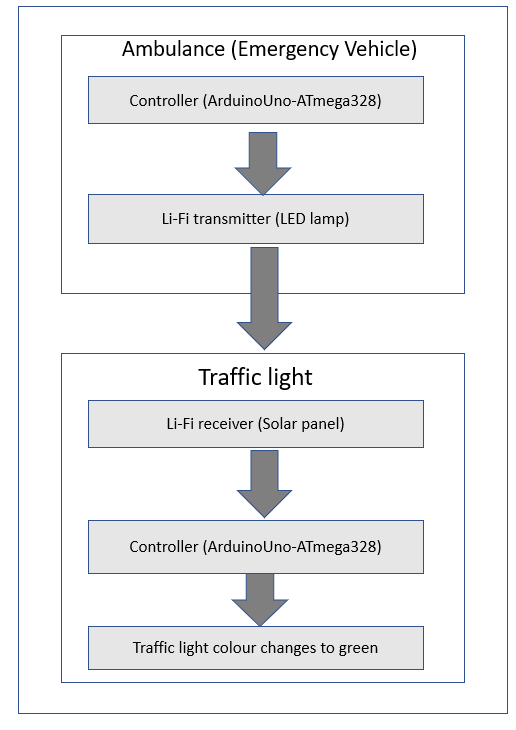 Ambulance (Emergency Vehicle)
Controller (ArduinoUno-ATmega328)
Li-Fi transmitter (LED lamp)
Traffic light
Li-Fi receiver (Solar panel)
Controller (ArduinoUno-ATmega328)
Traffic light colour changes to green